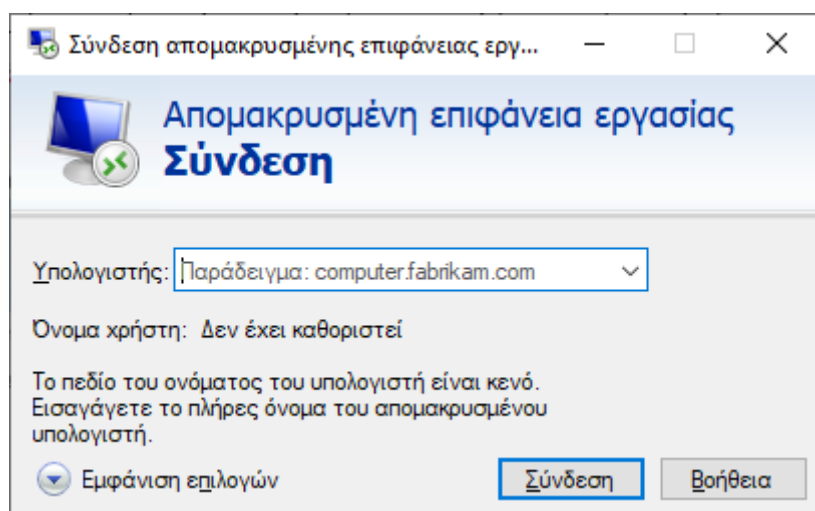 Σύνδεση απομακρυσμένης επιφάνειας εργ...
Απομακρυσμένη επιφάνεια εργασίας
Σύνδεση
Υπολογιστής: Παράδειγμα: computer.fabrikam.com
Όνομα χρήστη: Δεν έχει καθοριστεί
Το πεδίο του ονόματος του υπολογιστή είναι κενό.
Εισαγάγετε το πλήρες όνομα του απομακρυσμένου
υπολογιστή.
Εμφάνιση επιλογών Σύνδεση Βοήθεια